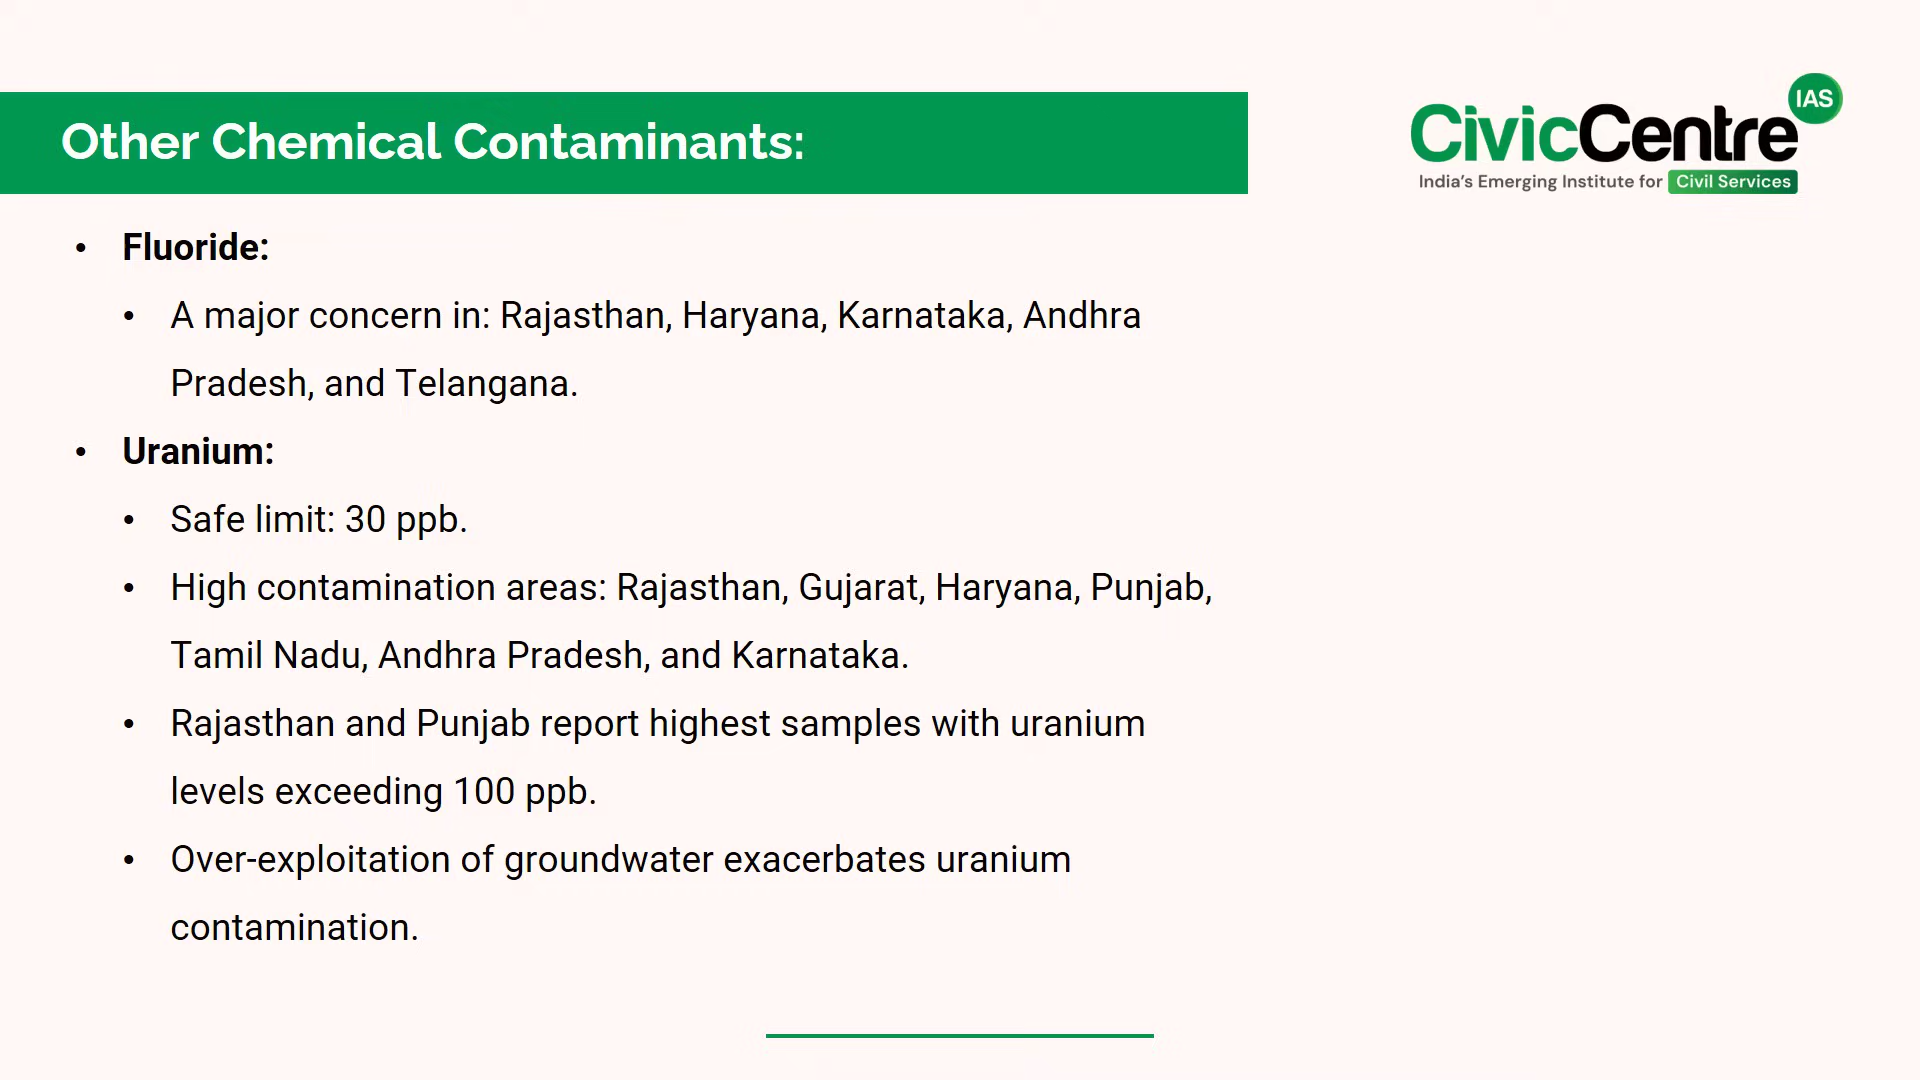 Other Chemical Contaminants:
IAS
CivicCentre
India's Emerging Institute for Civil Services
• Fluoride:
• A major concern in: Rajasthan, Haryana, Karnataka, Andhra
Pradesh, and Telangana.
• Uranium:
• Safe limit: 30 ppb.
• High contamination areas: Rajasthan, Gujarat, Haryana, Punjab,
Tamil Nadu, Andhra Pradesh, and Karnataka.
• Rajasthan and Punjab report highest samples with uranium
levels exceeding 100 ppb.
• Over-exploitation of groundwater exacerbates uranium
contamination.